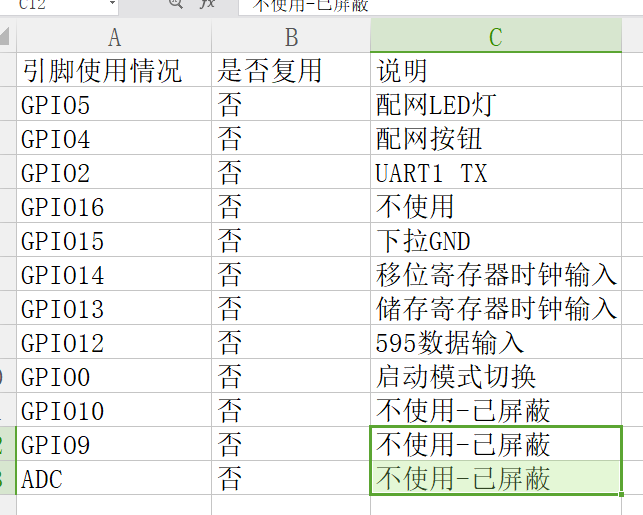 C12 fx 不使用-已屏蔽
A B C
引脚使用情况 是否复用 说明
GPIO5 否 配网LED灯
GPIO4 否 配网按钮
GPIO2 否 UART1 TX
GPIO16 否 不使用
GPIO15 否 下拉GND
GPIO14 否 移位寄存器时钟输入
GPIO13 否 储存寄存器时钟输入
GPIO12 否 595数据输入
GPIO0 否 启动模式切换
GPIO10 否 不使用-已屏蔽
GPIO9 否 不使用-已屏蔽
ADC 否 不使用-已屏蔽